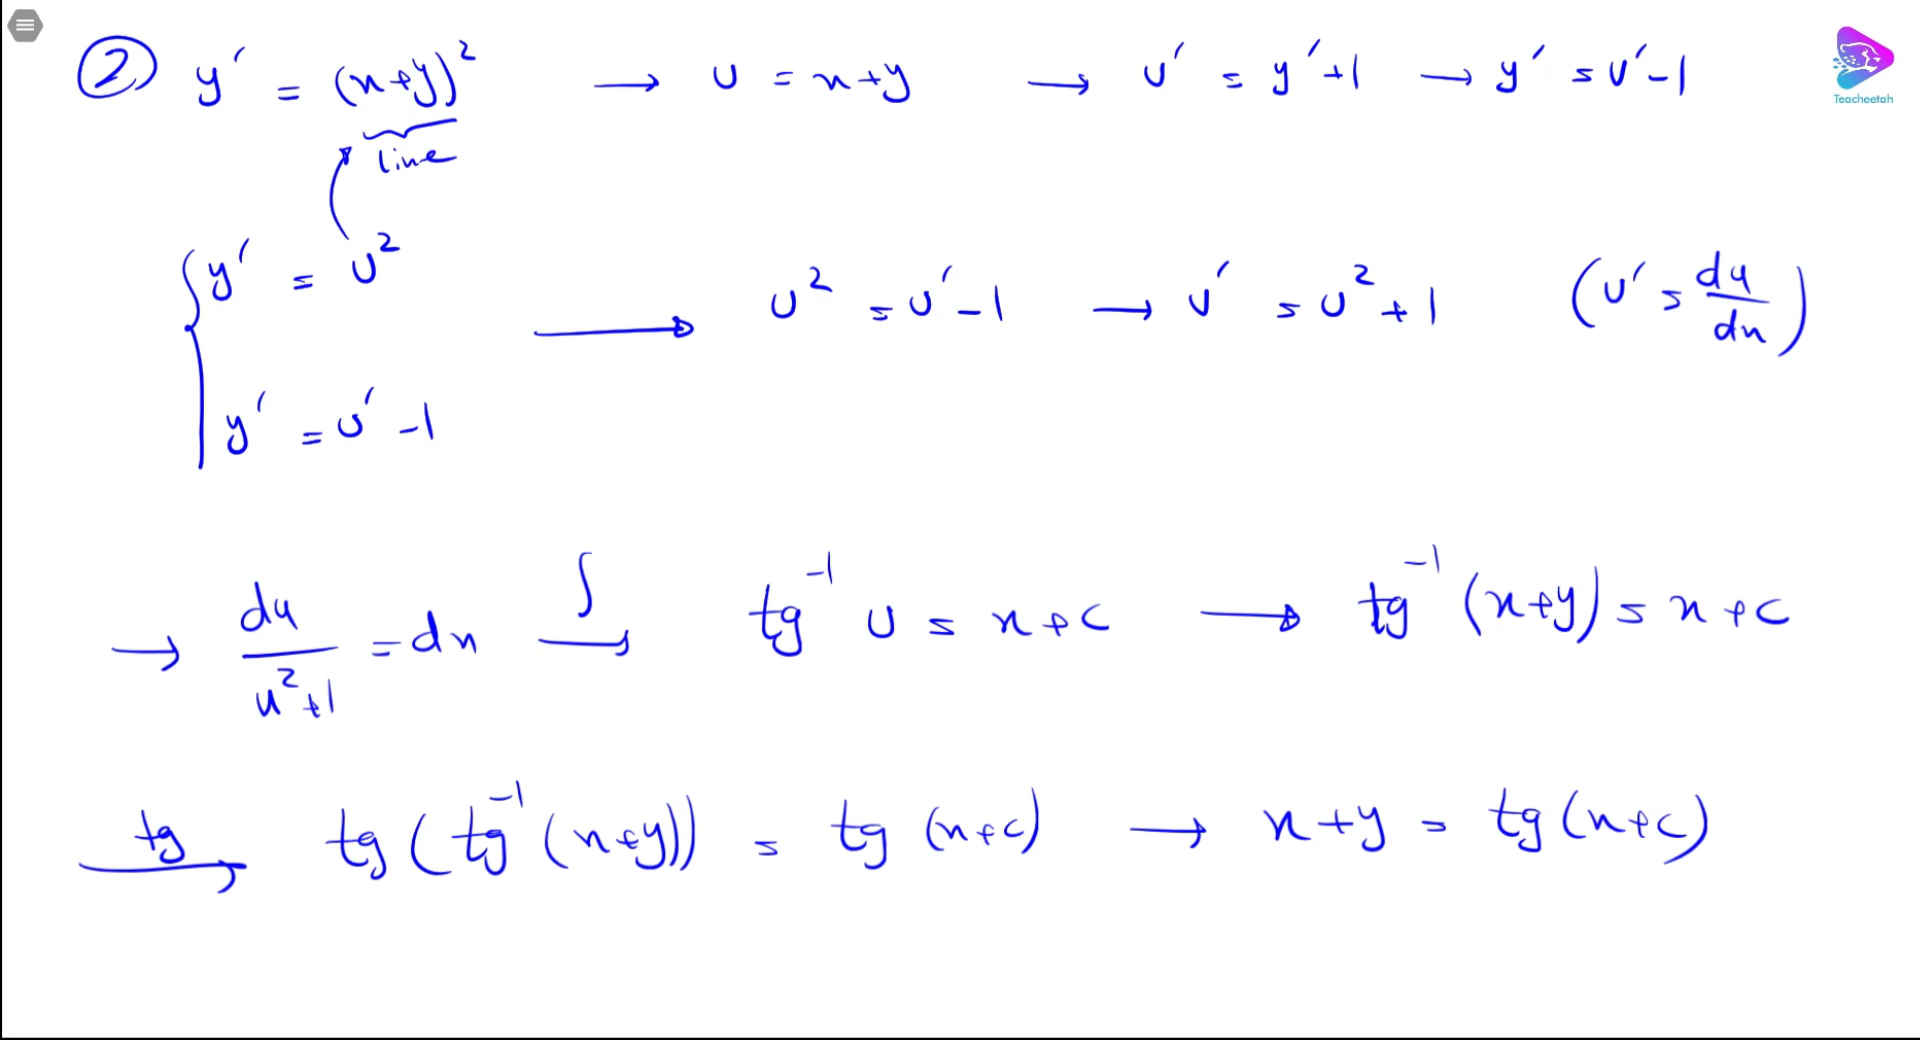 ② y' = (x+y)² → u = x+y → u' = y'+1 → y' = u'-1
Teacheetah
line
{ y' = u² → u² = u'-1 → u' = u²+1 (u' = du/dx)
y' = u'-1
→ du/(u²+1) = dx ∫→ tg⁻¹ u = x+c → tg⁻¹(x+y) = x+c
tg→ tg(tg⁻¹(x+y)) = tg(x+c) → x+y = tg(x+c)